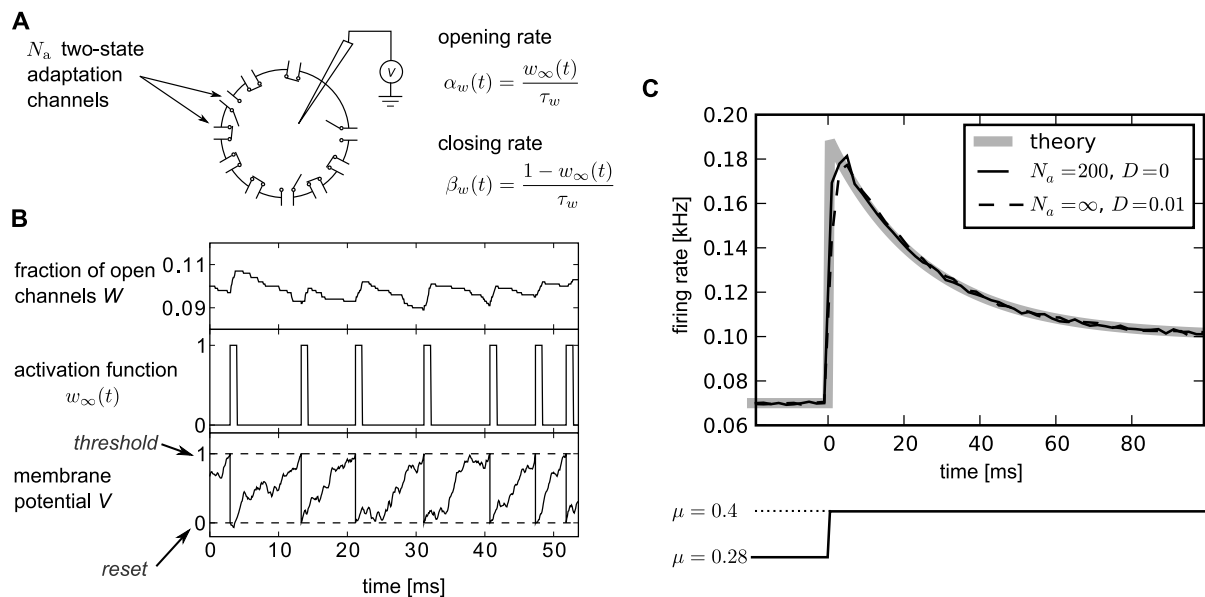 A
N_a two-state
adaptation
channels
V
opening rate
α_w(t) = w_∞(t) / τ_w
closing rate
β_w(t) = 1 − w_∞(t) / τ_w
B
fraction of open
channels W
0.11
0.09
activation function
w_∞(t)
1
0
threshold
membrane
potential V
1
0
reset
0 10 20 30 40 50
time [ms]
C
firing rate [kHz]
0.20
0.18
0.16
0.14
0.12
0.10
0.08
0.06
theory
N_a = 200, D = 0
N_a = ∞, D = 0.01
0 20 40 60 80
time [ms]
μ = 0.4
μ = 0.28